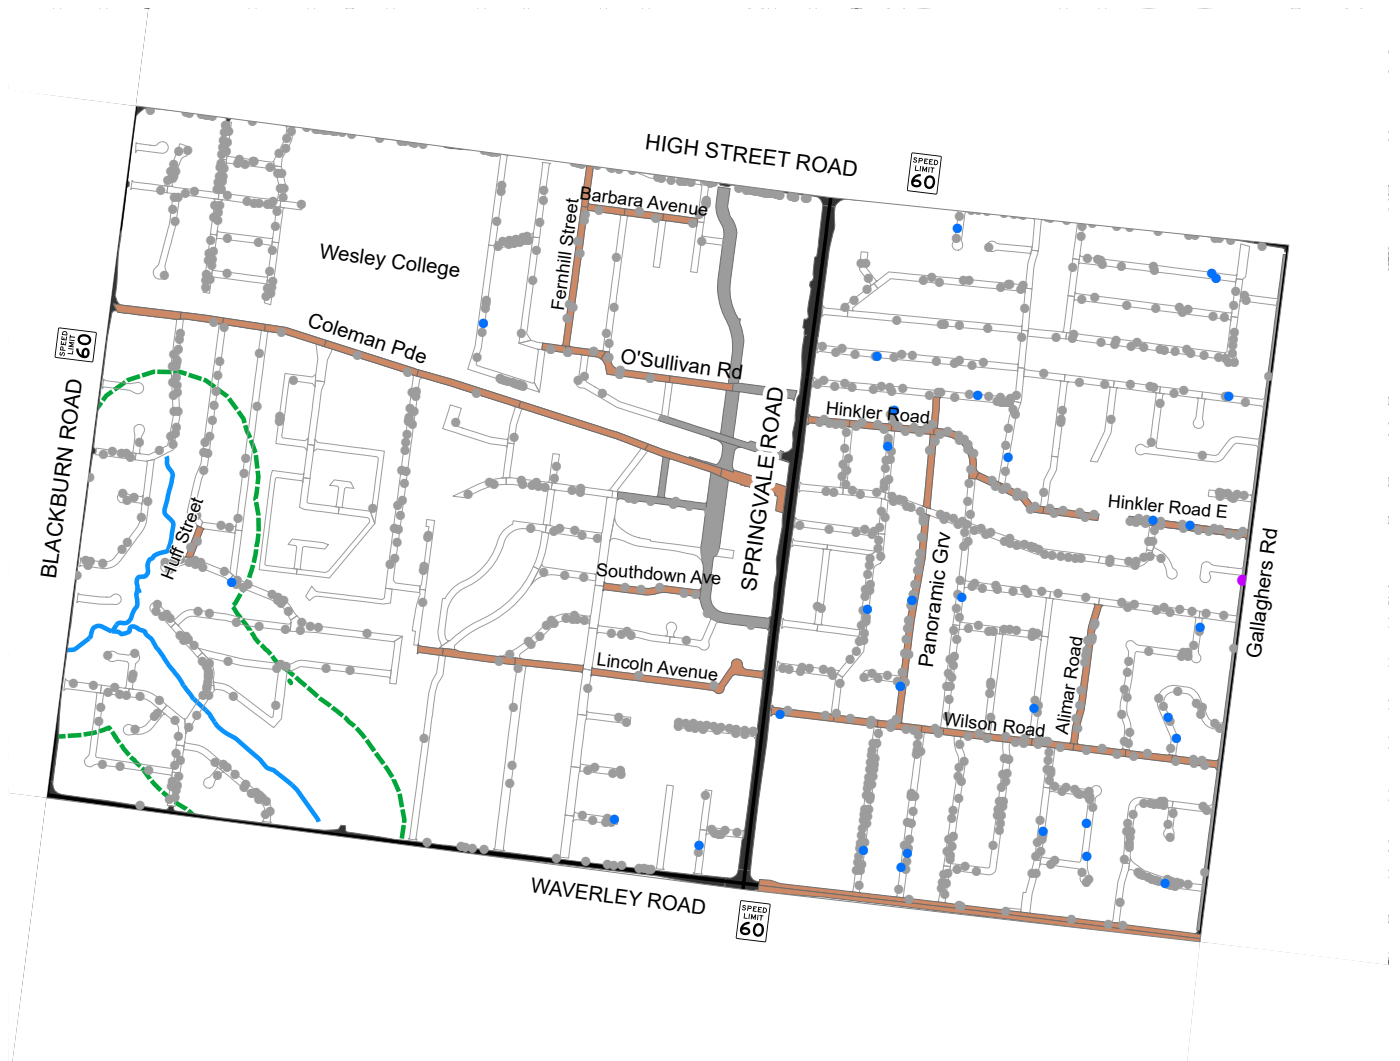 HIGH STREET ROAD
SPEED
LIMIT
60
Barbara Avenue
Fernhill Street
Wesley College
Coleman Pde
O'Sullivan Rd
SPEED
LIMIT
60
BLACKBURN ROAD
SPRINGVALE ROAD
Hinkler Road
Hinkler Road E
Huff Street
Southdown Ave
Panoramic Grv
Gallaghers Rd
Lincoln Avenue
Alimar Road
Wilson Road
WAVERLEY ROAD
SPEED
LIMIT
60